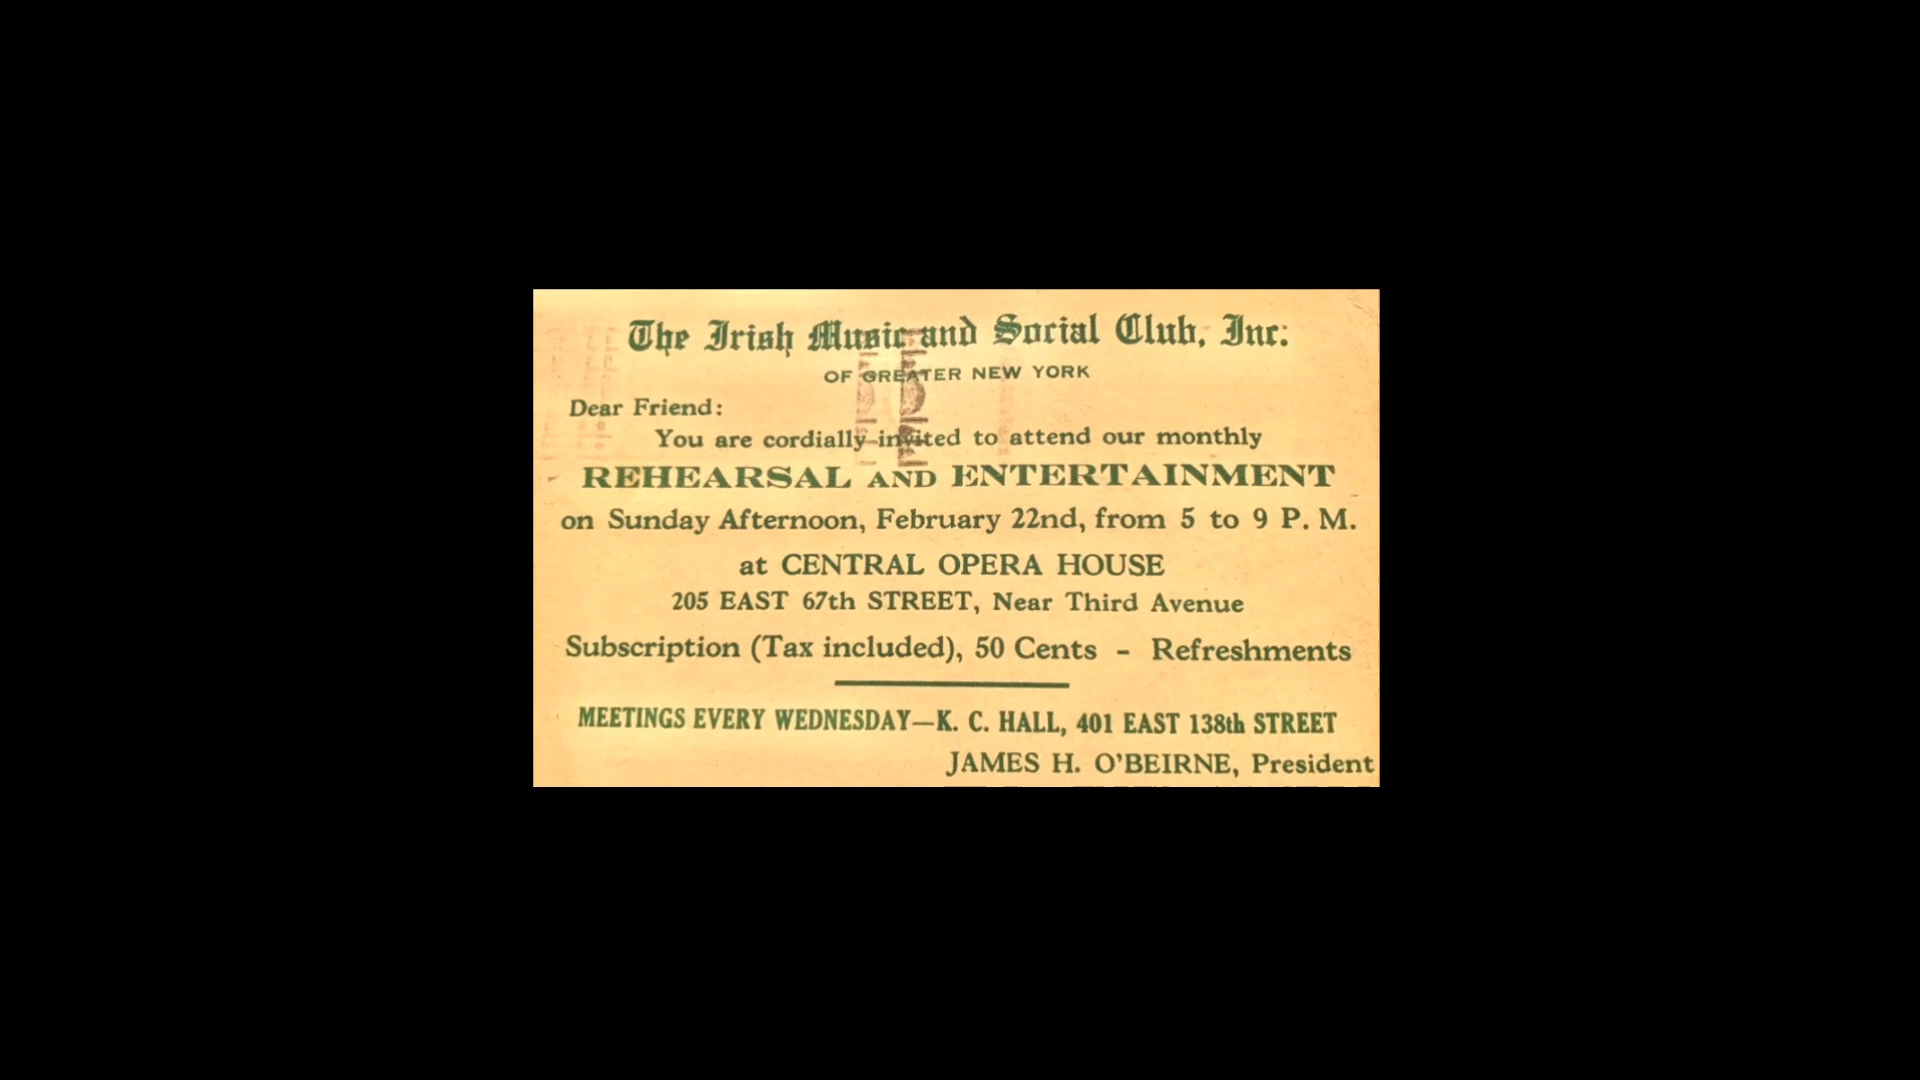 The Irish Music and Social Club, Inc.
OF GREATER NEW YORK
Dear Friend:
You are cordially invited to attend our monthly
REHEARSAL AND ENTERTAINMENT
on Sunday Afternoon, February 22nd, from 5 to 9 P. M.
at CENTRAL OPERA HOUSE
205 EAST 67th STREET, Near Third Avenue
Subscription (Tax included), 50 Cents - Refreshments
MEETINGS EVERY WEDNESDAY—K. C. HALL, 401 EAST 138th STREET
JAMES H. O'BEIRNE, President